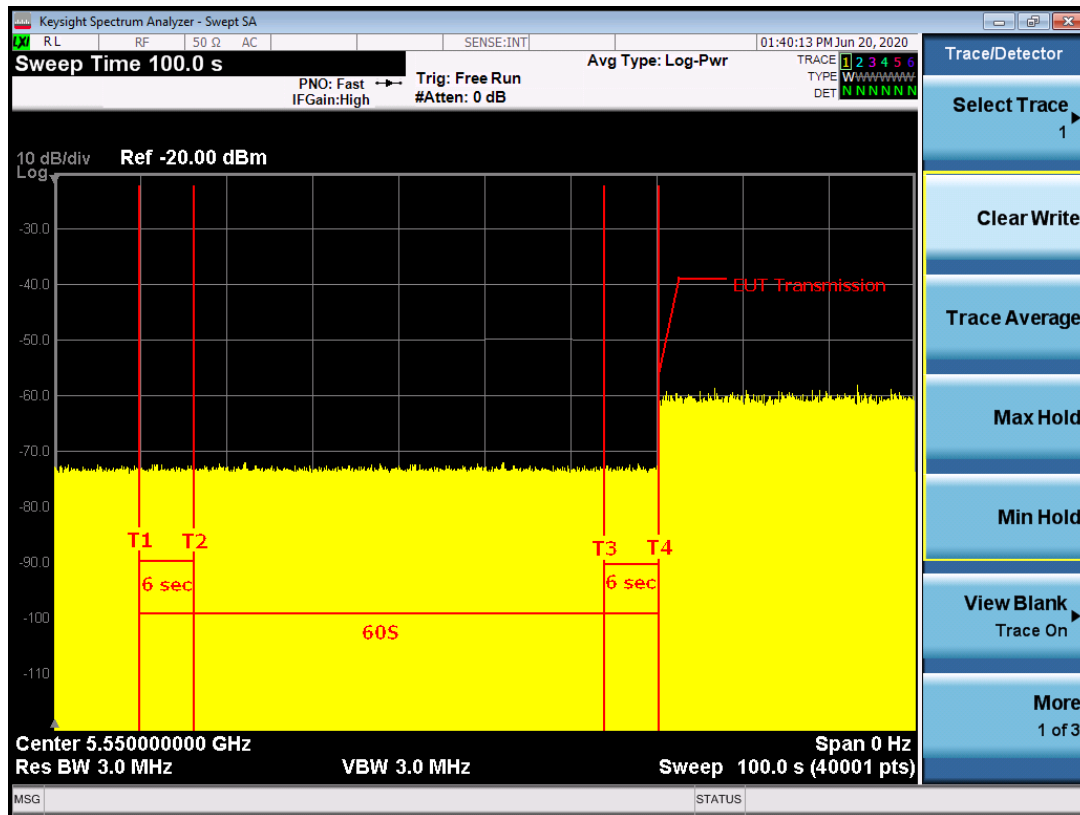 Keysight Spectrum Analyzer - Swept SA
LXI RL RF 50 Ω AC SENSE:INT 01:40:13 PM Jun 20, 2020
Sweep Time 100.0 s
PNO: Fast
IFGain:High
Trig: Free Run
#Atten: 0 dB
Avg Type: Log-Pwr
TRACE 1 2 3 4 5 6
TYPE WWWWWW
DET N N N N N N
10 dB/div
Log
Ref -20.00 dBm
-30.0
-40.0
-50.0
-60.0
-70.0
-80.0
-90.0
-100
-110
EUT Transmission
T1
T2
T3
T4
6 sec
6 sec
60S
Center 5.550000000 GHz
Span 0 Hz
Res BW 3.0 MHz
VBW 3.0 MHz
Sweep 100.0 s (40001 pts)
MSG
STATUS
Trace/Detector
Select Trace
1
Clear Write
Trace Average
Max Hold
Min Hold
View Blank
Trace On
More
1 of 3